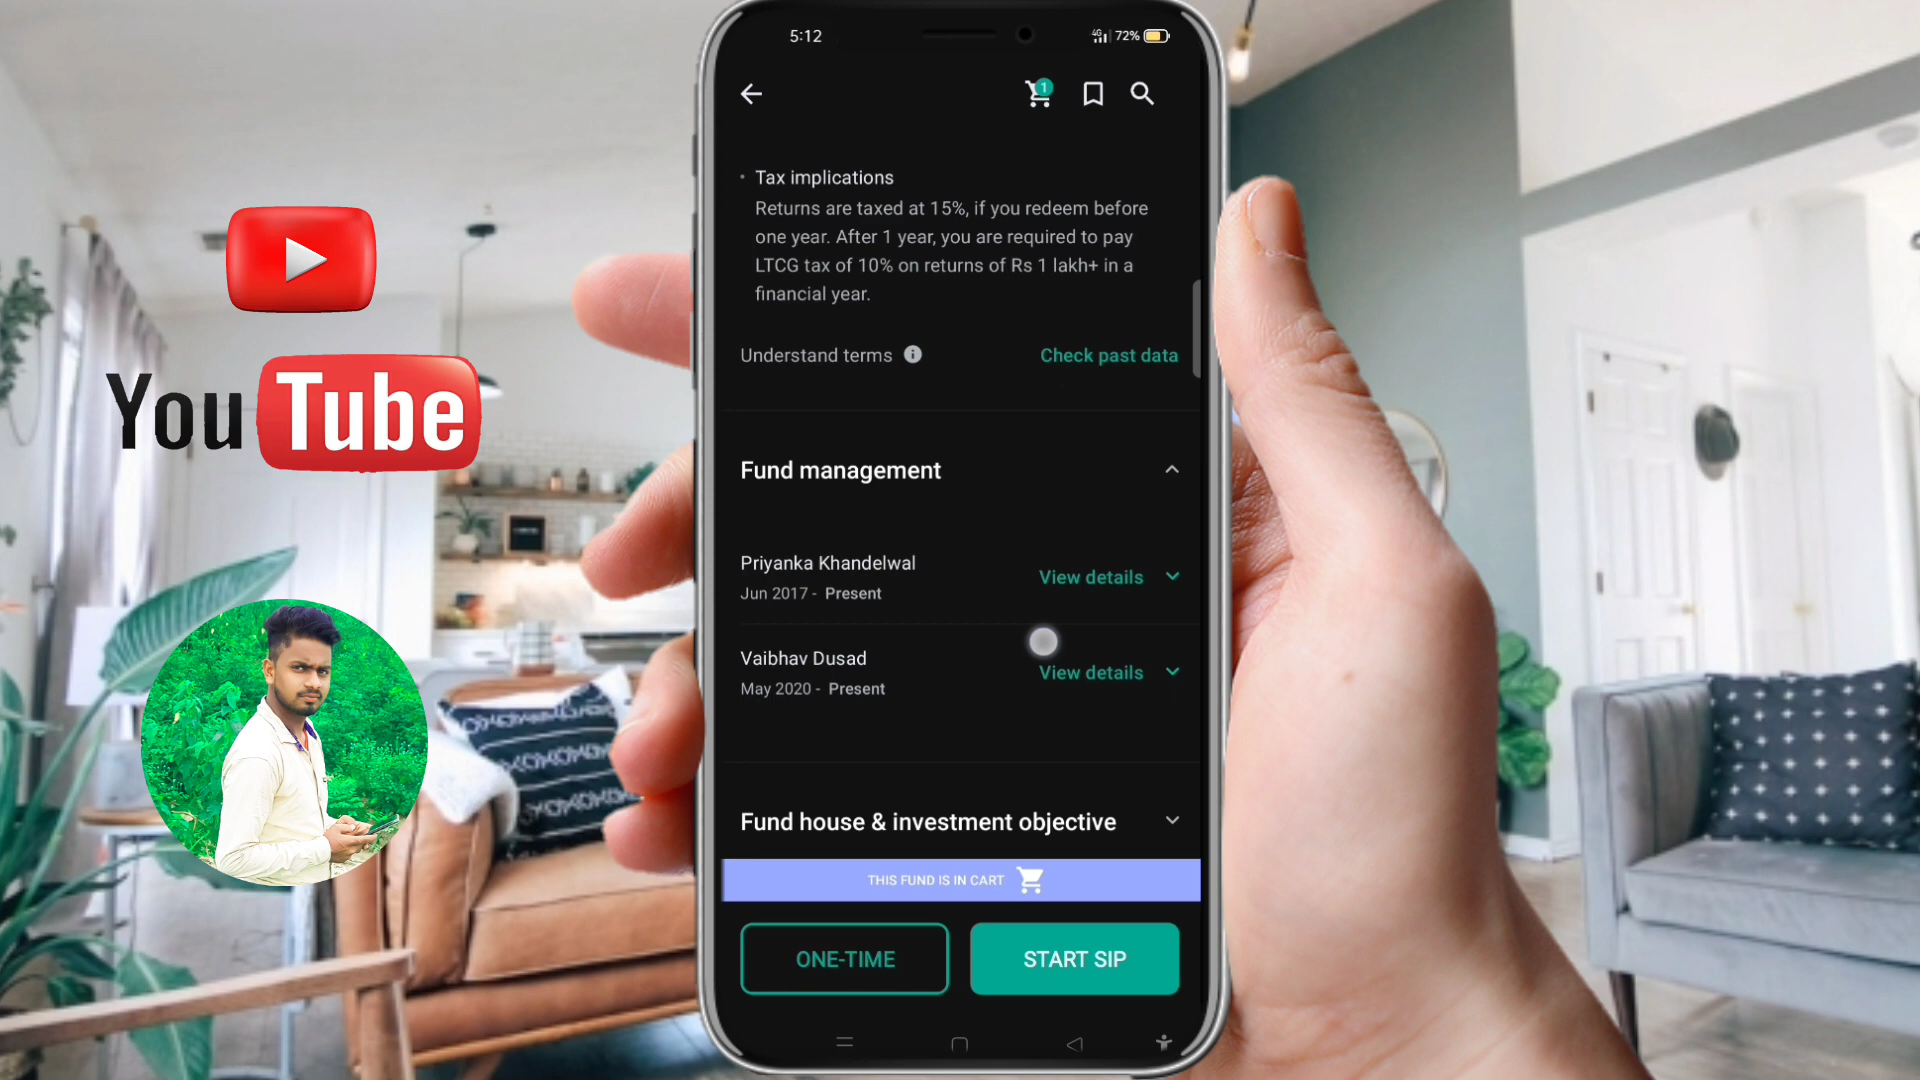 5:12
4G 72%
1
Tax implications
Returns are taxed at 15%, if you redeem before
one year. After 1 year, you are required to pay
LTCG tax of 10% on returns of Rs 1 lakh+ in a
financial year.
Understand terms
Check past data
Fund management
Priyanka Khandelwal
Jun 2017 - Present
View details
Vaibhav Dusad
May 2020 - Present
View details
Fund house & investment objective
THIS FUND IS IN CART
ONE-TIME
START SIP
YouTube